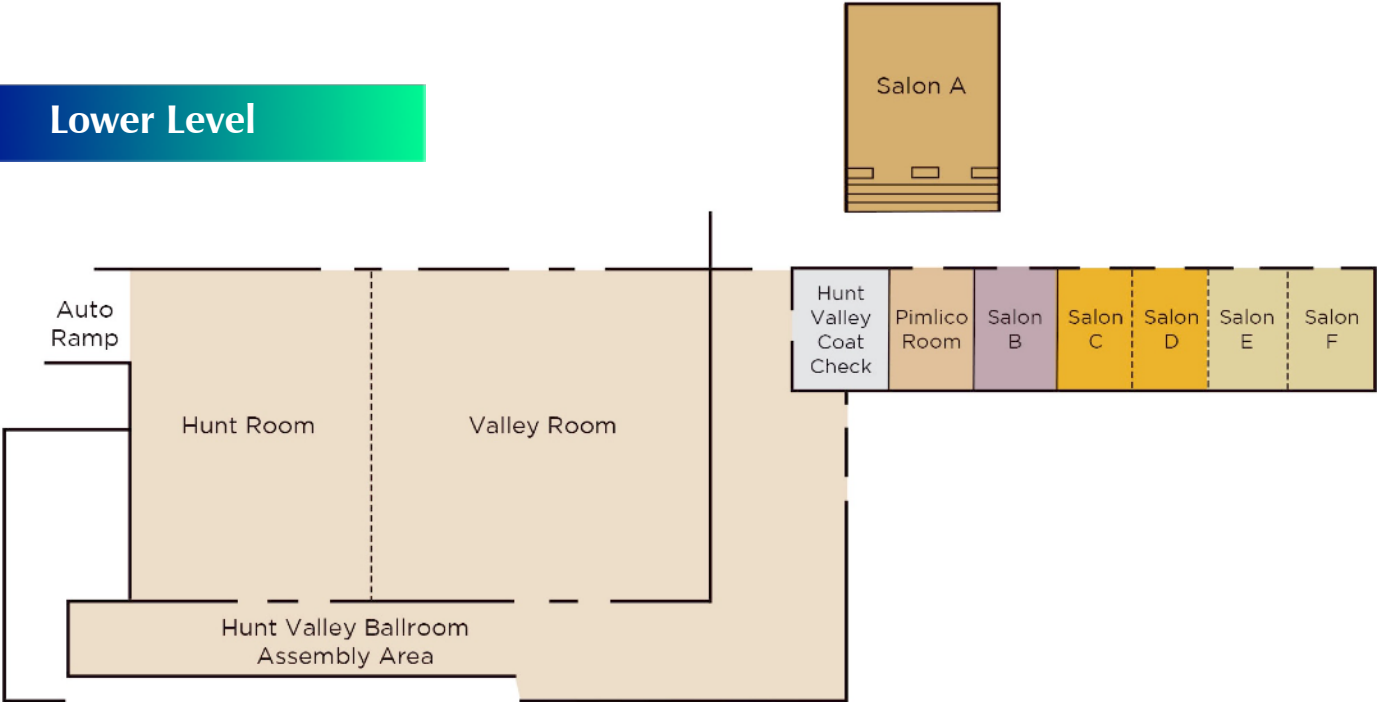 Lower Level
Salon A
Auto
Ramp
Hunt
Valley
Coat
Check
Pimlico
Room
Salon
B
Salon
C
Salon
D
Salon
E
Salon
F
Hunt Room
Valley Room
Hunt Valley Ballroom
Assembly Area